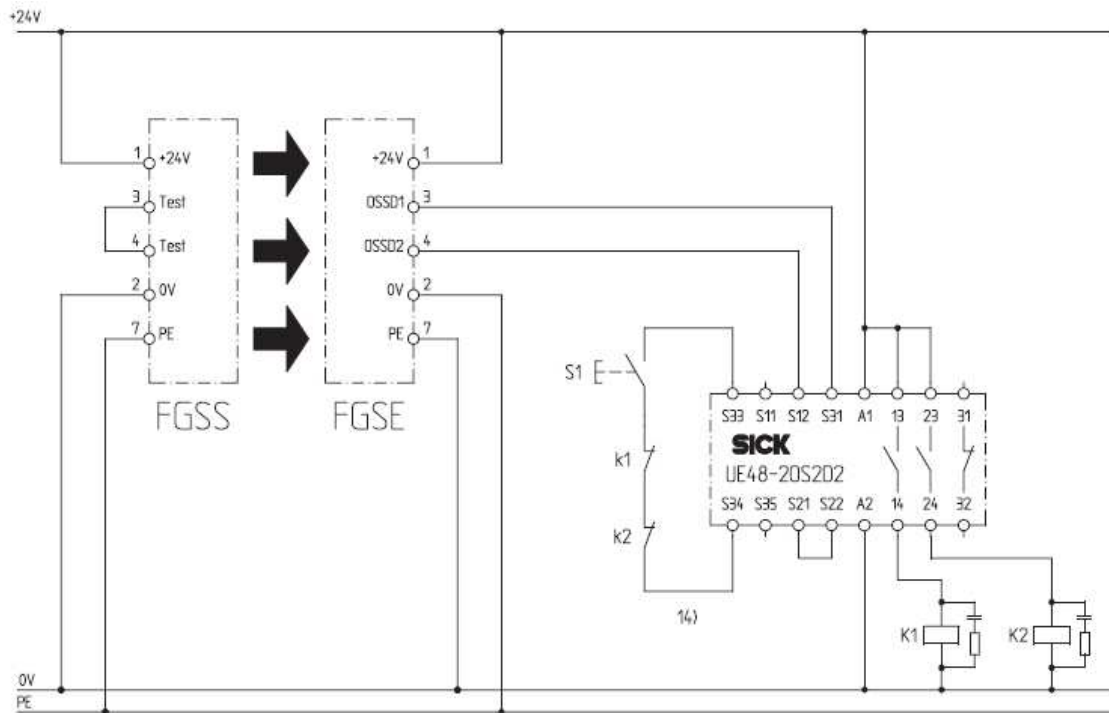 +24V
1 +24V
3 Test
4 Test
2 0V
7 PE
FGSS
+24V 1
OSSD1 3
OSSD2 4
0V 2
PE 7
FGSE
S1
k1
k2
14)
S33 S11 S12 S31 A1 13 23 31
SICK
UE48-2OS2D2
S34 S35 S21 S22 A2 14 24 32
K1
K2
0V
PE